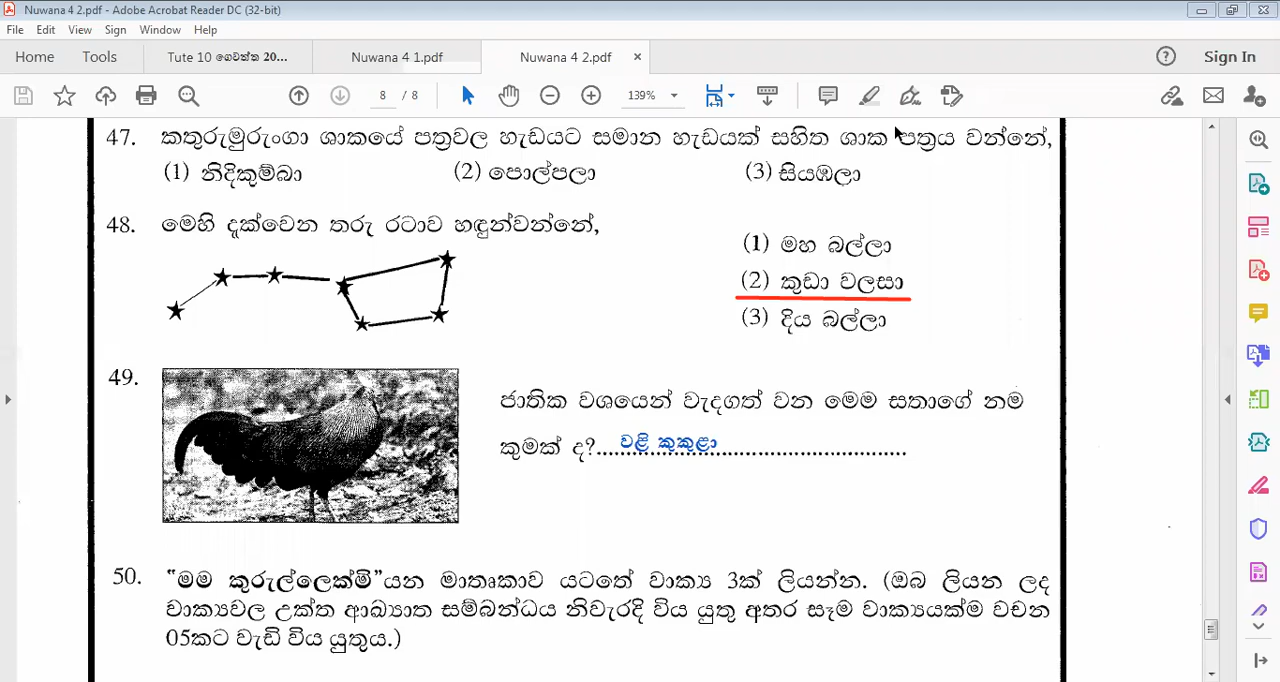 Nuwana 4 2.pdf - Adobe Acrobat Reader DC (32-bit)
File Edit View Sign Window Help
Home Tools Tute 10 ගෙවත්ත 20... Nuwana 4 1.pdf Nuwana 4 2.pdf × Sign In
8 / 8 139%
47. කතුරුමුරුංගා ශාකයේ පත්‍රවල හැඩයට සමාන හැඩයක් සහිත ශාක පත්‍රය වන්නේ,
(1) නිදිකුම්බා (2) පොල්පලා (3) සියඹලා
48. මෙහි දැක්වෙන තරු රටාව හඳුන්වන්නේ,
(1) මහ බල්ලා
(2) කුඩා වලසා
(3) දිය බල්ලා
49.
ජාතික වශයෙන් වැදගත් වන මෙම සතාගේ නම
කුමක් ද?.....වළි කුකුළා..............................
50. "මම කුරුල්ලෙක්මි"යන මාතෘකාව යටතේ වාක්‍ය 3ක් ලියන්න. (ඔබ ලියන ලද
වාක්‍යවල උක්ත ආඛ්‍යාත සම්බන්ධය නිවැරදි විය යුතු අතර සෑම වාක්‍යයක්ම වචන
05කට වැඩි විය යුතුය.)